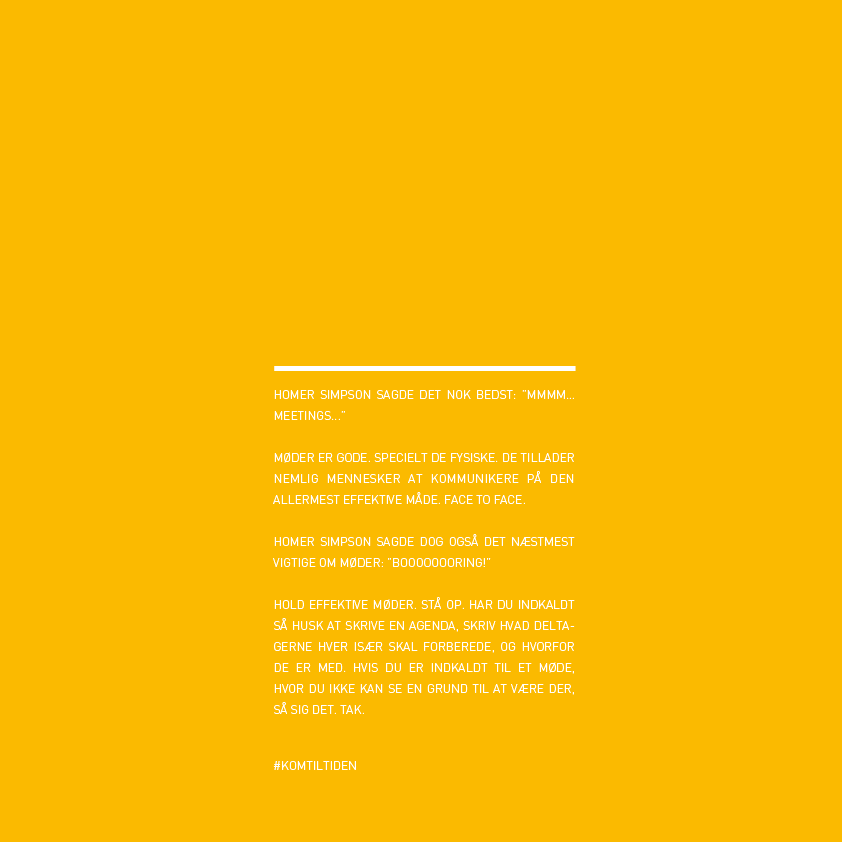 HOMER SIMPSON SAGDE DET NOK BEDST: "MMMM...
MEETINGS..."
MØDER ER GODE. SPECIELT DE FYSISKE. DE TILLADER
NEMLIG MENNESKER AT KOMMUNIKERE PÅ DEN
ALLERMEST EFFEKTIVE MÅDE. FACE TO FACE.
HOMER SIMPSON SAGDE DOG OGSÅ DET NÆSTMEST
VIGTIGE OM MØDER: "BOOOOOOORING!"
HOLD EFFEKTIVE MØDER. STÅ OP. HAR DU INDKALDT
SÅ HUSK AT SKRIVE EN AGENDA, SKRIV HVAD DELTA-
GERNE HVER ISÆR SKAL FORBEREDE, OG HVORFOR
DE ER MED. HVIS DU ER INDKALDT TIL ET MØDE,
HVOR DU IKKE KAN SE EN GRUND TIL AT VÆRE DER,
SÅ SIG DET. TAK.
#KOMTILTIDEN